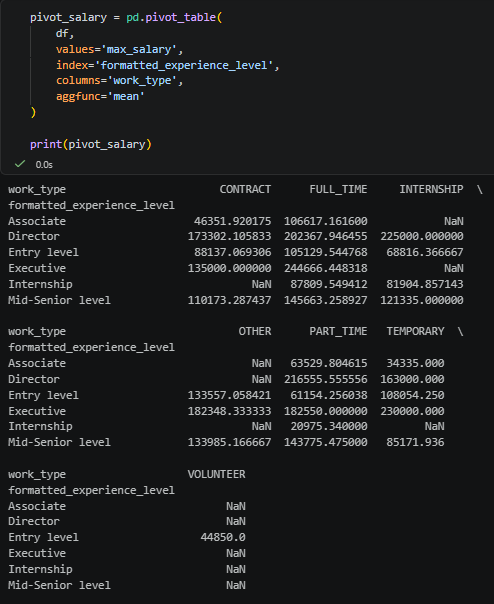 pivot_salary = pd.pivot_table(
    df,
    values='max_salary',
    index='formatted_experience_level',
    columns='work_type',
    aggfunc='mean'
)
print(pivot_salary)
0.0s
work_type                       CONTRACT      FULL_TIME     INTERNSHIP  \
formatted_experience_level
Associate                   46351.920175  106617.161600            NaN
Director                   173302.105833  202367.946455  225000.000000
Entry level                 88137.069306  105129.544768   68816.366667
Executive                  135000.000000  244666.448318            NaN
Internship                           NaN   87809.549412   81904.857143
Mid-Senior level           110173.287437  145663.258927  121335.000000
work_type                          OTHER      PART_TIME   TEMPORARY  \
formatted_experience_level
Associate                            NaN   63529.804615   34335.000
Director                             NaN  216555.555556  163000.000
Entry level                133557.058421   61154.256038  108054.250
Executive                  182348.333333  182550.000000  230000.000
Internship                           NaN   20975.340000         NaN
Mid-Senior level           133985.166667  143775.475000   85171.936
work_type                  VOLUNTEER
formatted_experience_level
Associate                        NaN
Director                         NaN
Entry level                  44850.0
Executive                        NaN
Internship                       NaN
Mid-Senior level                 NaN